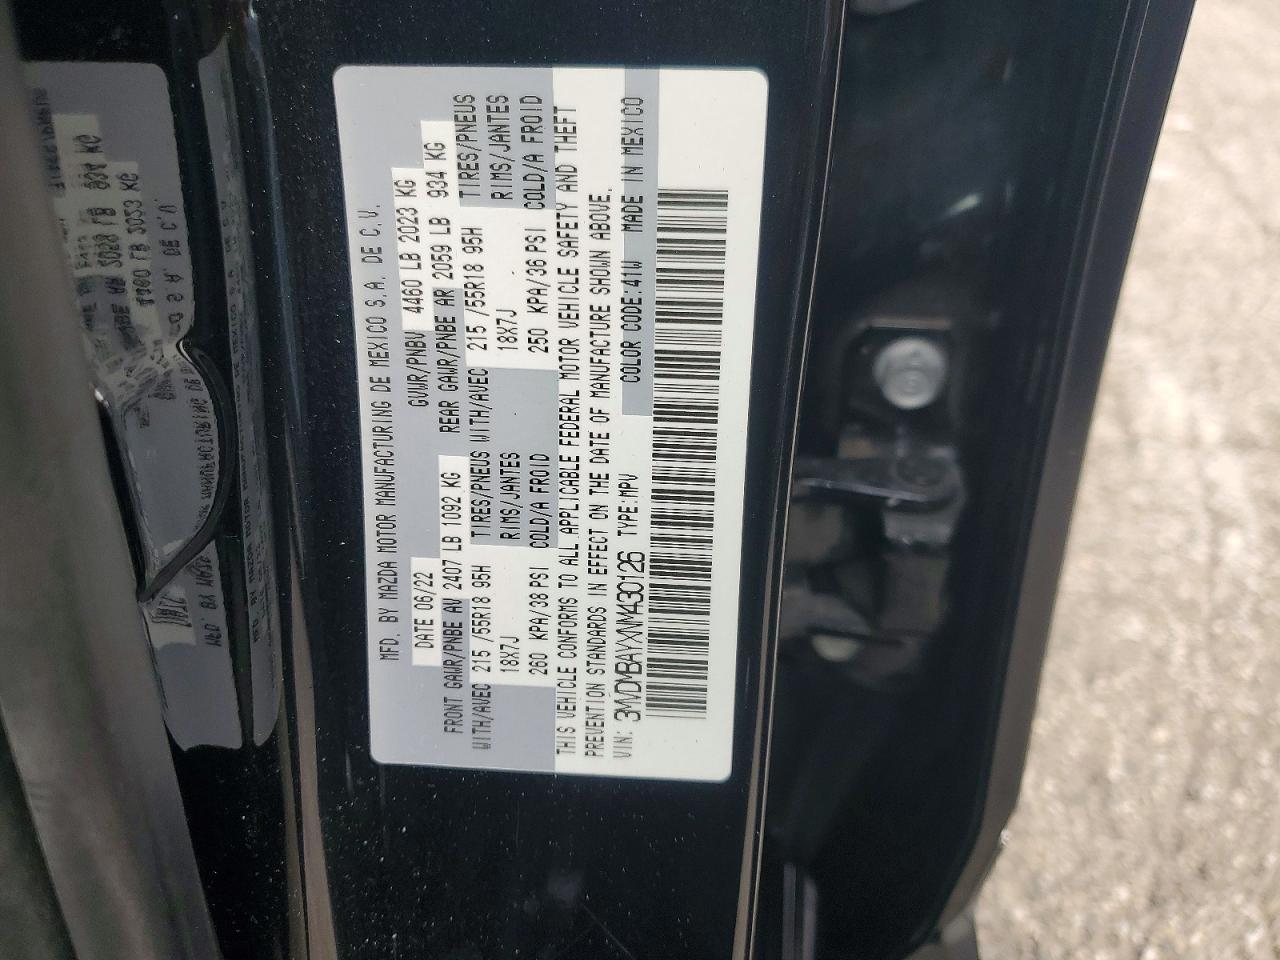 MFD. BY MAZDA MOTOR MANUFACTURING DE MEXICO S.A. DE C.V.
DATE 06/22 GVWR/PNBV 4460 LB 2023 KG
FRONT GAWR/PNBE AV 2407 LB 1092 KG REAR GAWR/PNBE AR 2059 LB 934 KG
WITH/AVEC 215 /55R18 95H TIRES/PNEUS WITH/AVEC 215 /55R18 95H TIRES/PNEUS
18X7J RIMS/JANTES 18X7J RIMS/JANTES
260 KPA/38 PSI COLD/A FROID 250 KPA/36 PSI COLD/A FROID
THIS VEHICLE CONFORMS TO ALL APPLICABLE FEDERAL MOTOR VEHICLE SAFETY AND THEFT
PREVENTION STANDARDS IN EFFECT ON THE DATE OF MANUFACTURE SHOWN ABOVE.
VIN: 3MVDMBAYXNM430126 TYPE:MPV COLOR CODE:41W MADE IN MEXICO